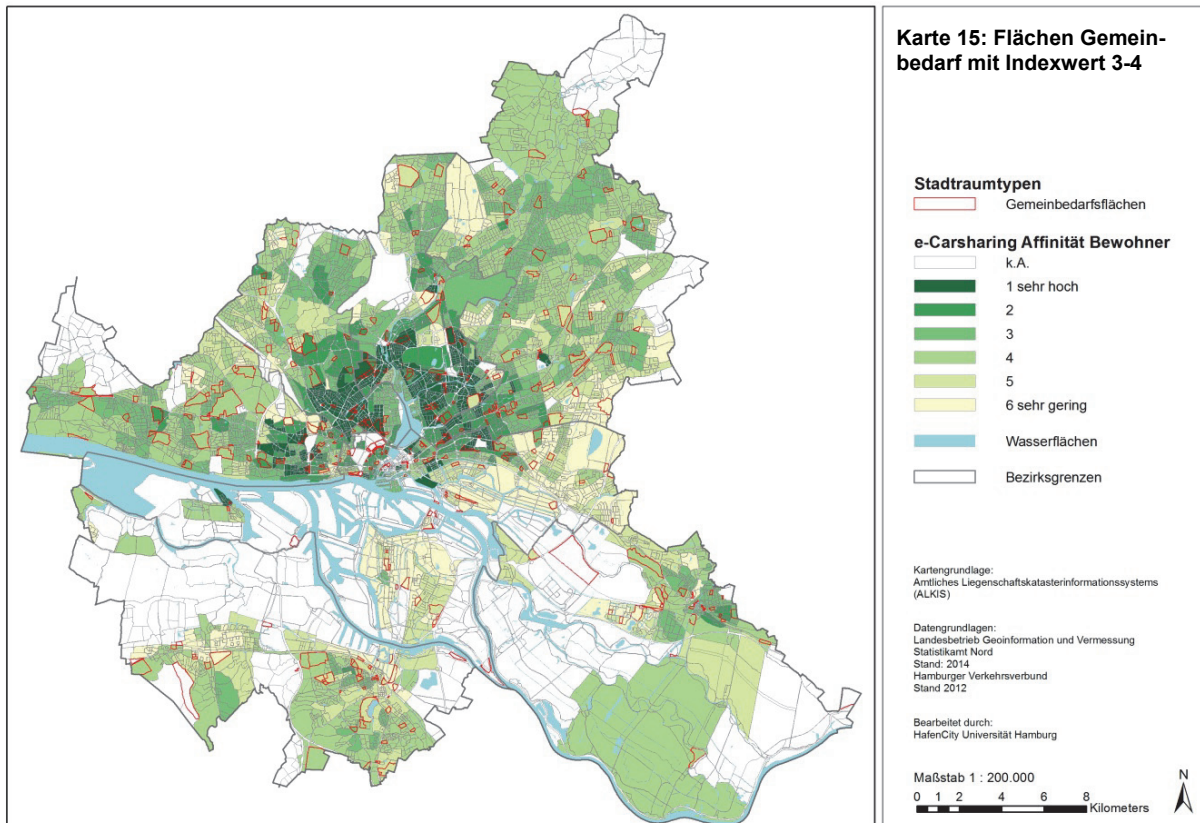 Karte 15: Flächen Gemein-
bedarf mit Indexwert 3-4
Stadtraumtypen
Gemeinbedarfsflächen
e-Carsharing Affinität Bewohner
k.A.
1 sehr hoch
2
3
4
5
6 sehr gering
Wasserflächen
Bezirksgrenzen
Kartengrundlage:
Amtliches Liegenschaftskatasterinformationssystems
(ALKIS)
Datengrundlagen:
Landesbetrieb Geoinformation und Vermessung
Statistikamt Nord
Stand: 2014
Hamburger Verkehrsverbund
Stand 2012
Bearbeitet durch:
HafenCity Universität Hamburg
Maßstab 1 : 200.000
N
0 1 2 4 6 8
Kilometers